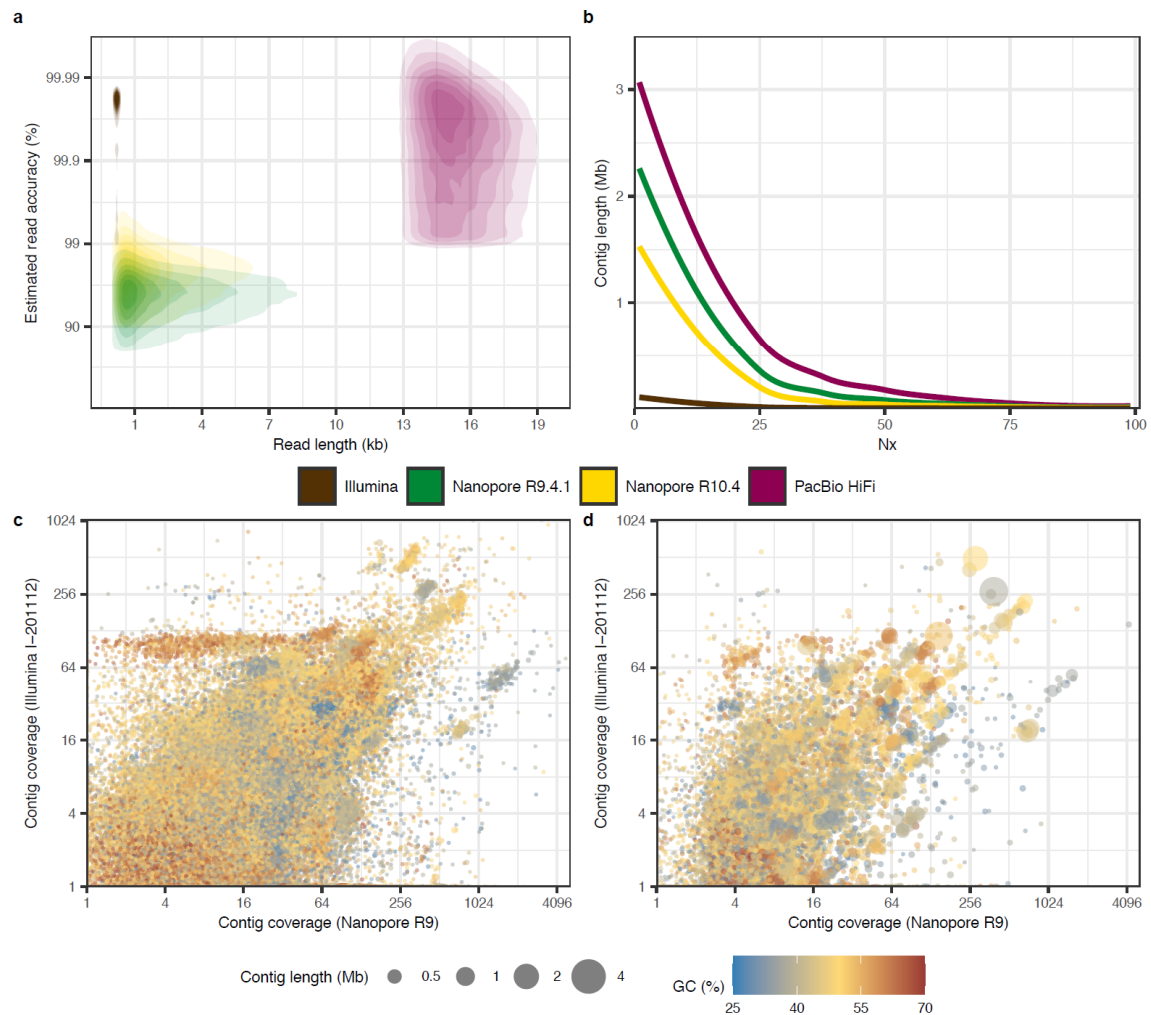 a
b
99.99
99.9
99
90
Estimated read accuracy (%)
1 4 7 10 13 16 19
Read length (kb)
3
2
1
Contig length (Mb)
0 25 50 75 100
Nx
Illumina Nanopore R9.4.1 Nanopore R10.4 PacBio HiFi
c
1024
256
64
16
4
1
Contig coverage (Illumina I−201112)
1 4 16 64 256 1024 4096
Contig coverage (Nanopore R9)
d
1024
256
64
16
4
1
Contig coverage (Illumina I−201112)
1 4 16 64 256 1024 4096
Contig coverage (Nanopore R9)
Contig length (Mb) 0.5 1 2 4
GC (%)
25 40 55 70